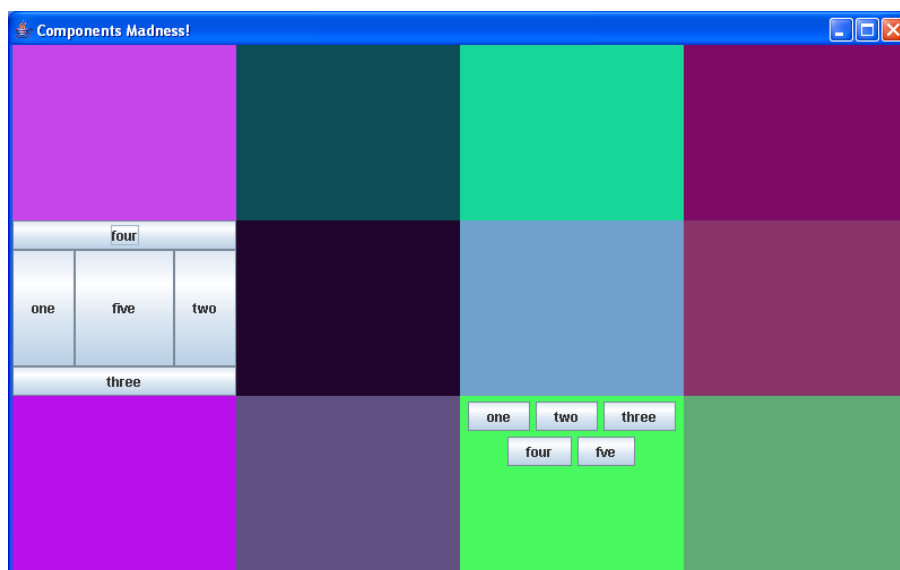 Components Madness!
four
one five two
three
one two three
four fve